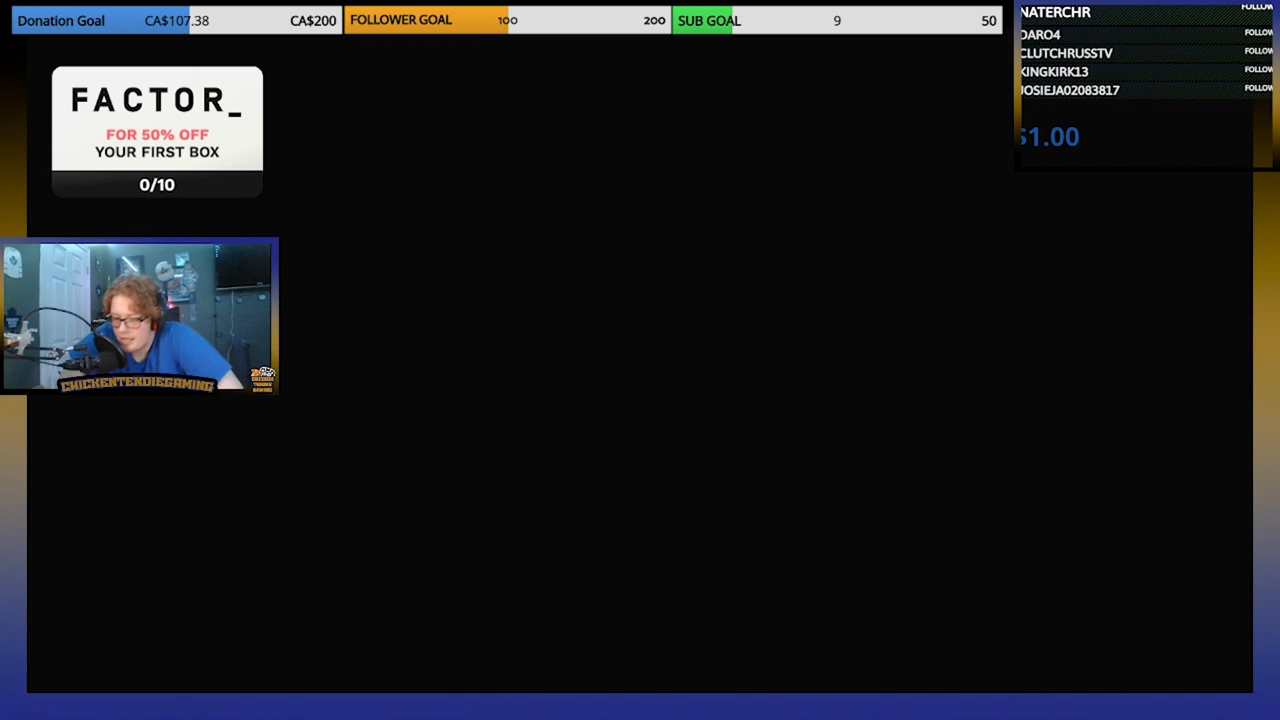 Donation Goal CA$107.38 CA$200
FOLLOWER GOAL 100 200
SUB GOAL 9 50
NATERCHR FOLLOW
DARO4 FOLLOW
CLUTCHRUSSTV
KINGKIRK13 FOLLOW
JOSIEJA02083817 FOLLOW
$1.00
FACTOR_
FOR 50% OFF
YOUR FIRST BOX
0/10
CHICKENTENDIEGAMING